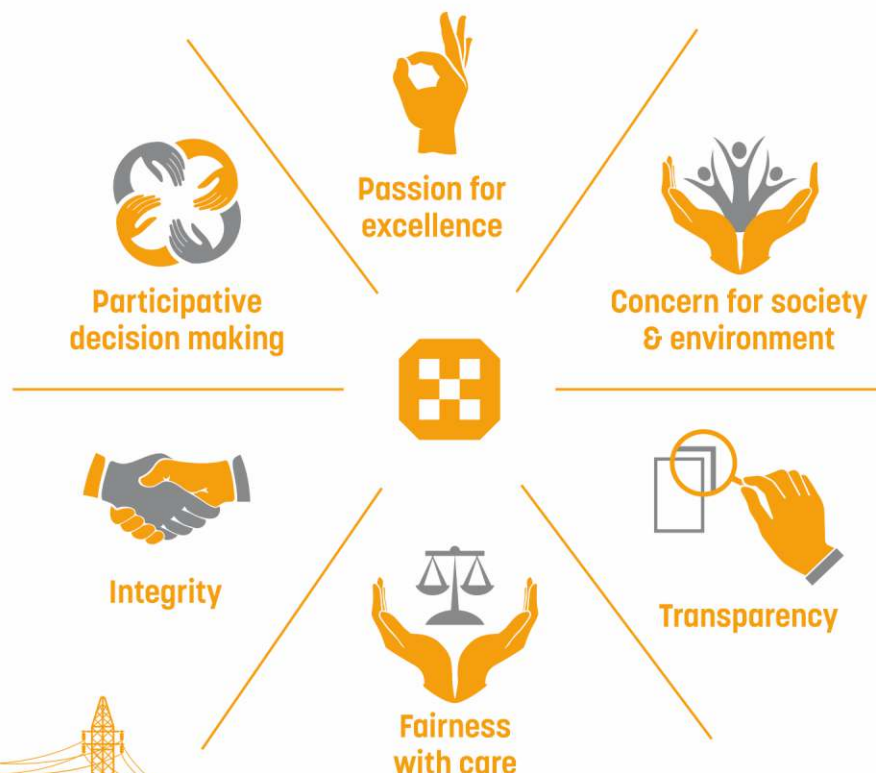 Passion for
excellence
Participative
decision making
Concern for society
& environment
Integrity
Transparency
Fairness
with care